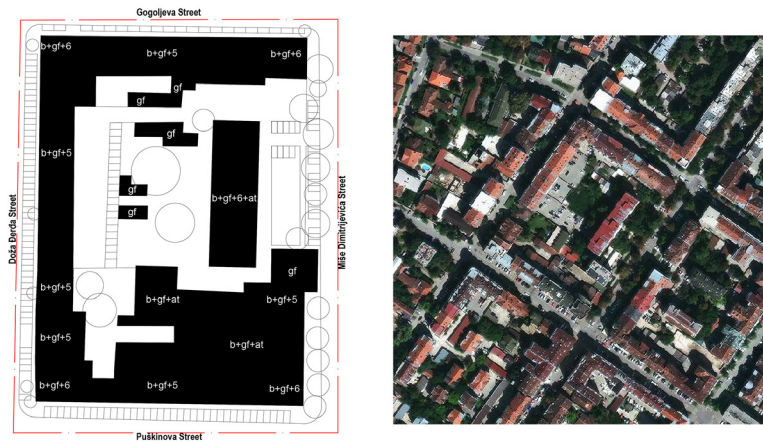 Gogoljeva Street
b+gf+6
b+gf+5
b+gf+6
gf
gf
gf
b+gf+5
gf
b+gf+6+at
gf
Doža Đerđa Street
Miše Dimitrijevića Street
gf
b+gf+5
b+gf+at
b+gf+5
b+gf+5
b+gf+at
b+gf+6
b+gf+5
b+gf+6
Puškinova Street